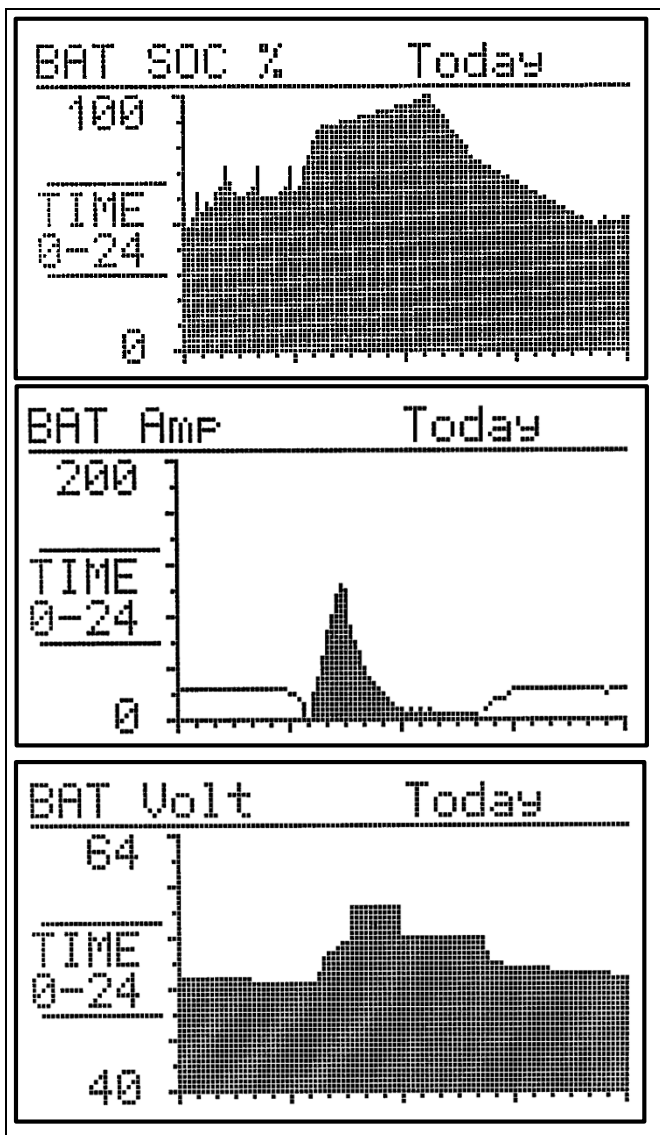 BAT SOC % Today
100
TIME
0-24
0
BAT Amp Today
200
TIME
0-24
0
BAT Volt Today
64
TIME
0-24
40